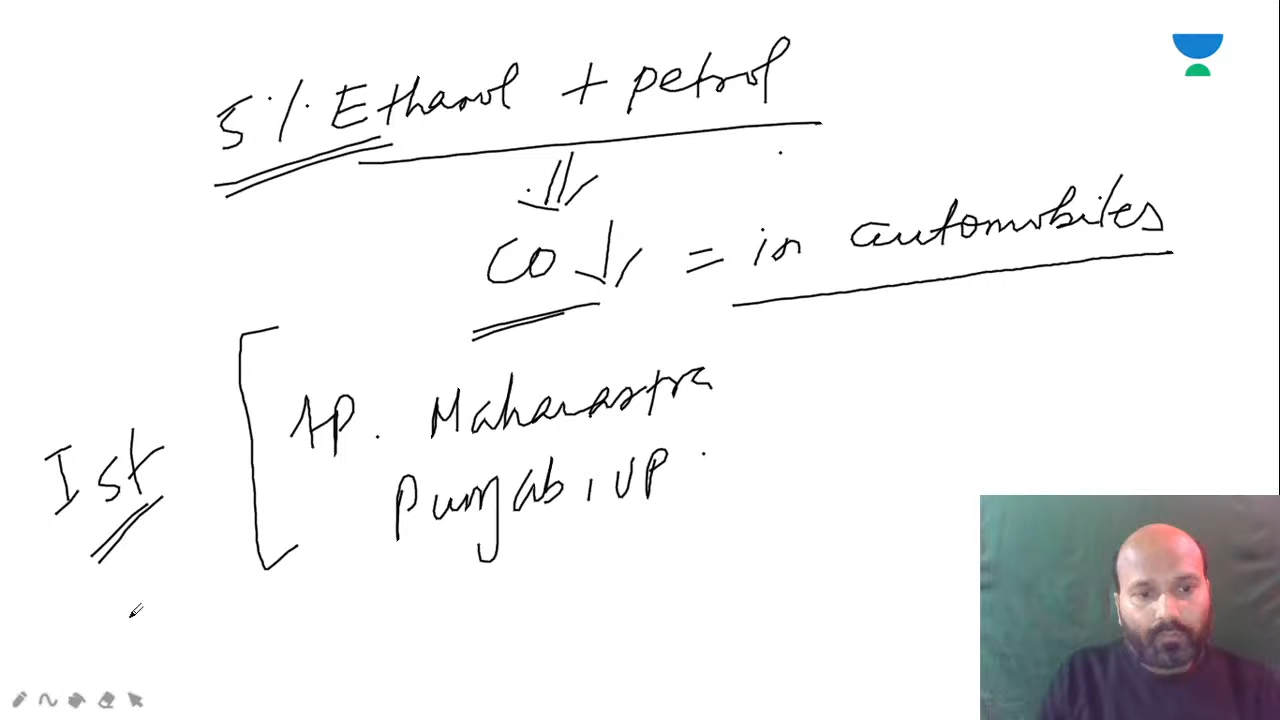 5% Ethanol + petrol
CO ↓ = in automobiles
Ist
AP. Maharastra
Punjab, UP.